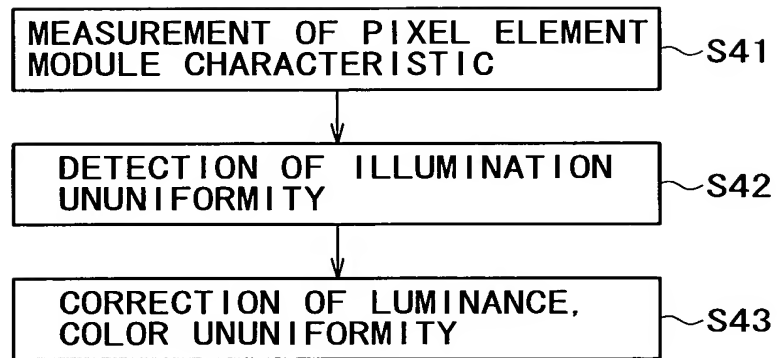 MEASUREMENT OF PIXEL ELEMENT
MODULE CHARACTERISTIC
S41
DETECTION OF ILLUMINATION
UNUNIFORMITY
S42
CORRECTION OF LUMINANCE,
COLOR UNUNIFORMITY
S43